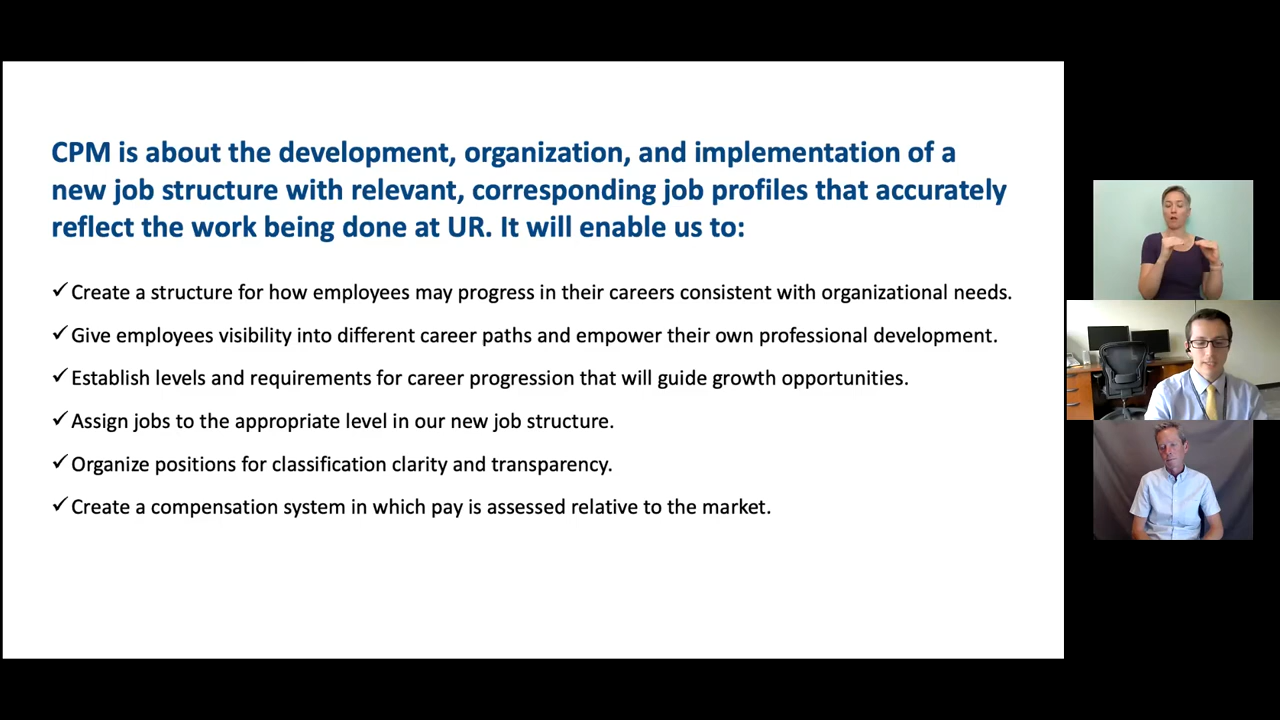 CPM is about the development, organization, and implementation of a
new job structure with relevant, corresponding job profiles that accurately
reflect the work being done at UR. It will enable us to:
✓Create a structure for how employees may progress in their careers consistent with organizational needs.
✓Give employees visibility into different career paths and empower their own professional development.
✓Establish levels and requirements for career progression that will guide growth opportunities.
✓Assign jobs to the appropriate level in our new job structure.
✓Organize positions for classification clarity and transparency.
✓Create a compensation system in which pay is assessed relative to the market.